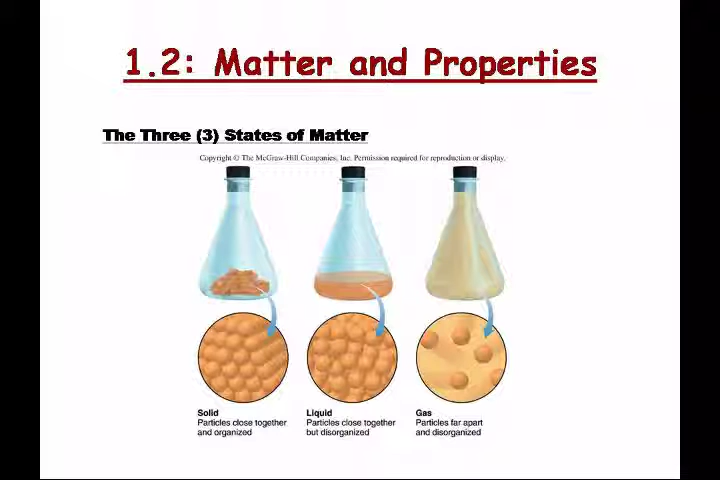 1.2: Matter and Properties
The Three (3) States of Matter
Copyright © The McGraw-Hill Companies, Inc. Permission required for reproduction or display.
Solid
Particles close together
and organized
Liquid
Particles close together
but disorganized
Gas
Particles far apart
and disorganized